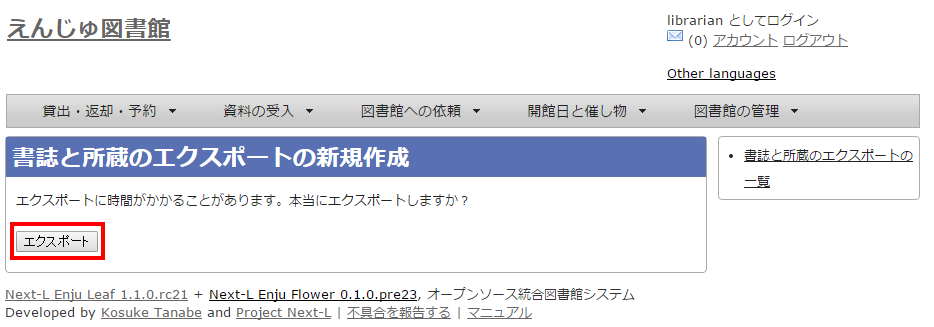 えんじゅ図書館
librarian としてログイン
(0) アカウント ログアウト
Other languages
貸出・返却・予約 ▼ 資料の受入 ▼ 図書館への依頼 ▼ 開館日と催し物 ▼ 図書館の管理 ▼
書誌と所蔵のエクスポートの新規作成
エクスポートに時間がかかることがあります。本当にエクスポートしますか？
エクスポート
• 書誌と所蔵のエクスポートの
一覧
Next-L Enju Leaf 1.1.0.rc21 + Next-L Enju Flower 0.1.0.pre23, オープンソース統合図書館システム
Developed by Kosuke Tanabe and Project Next-L | 不具合を報告する | マニュアル